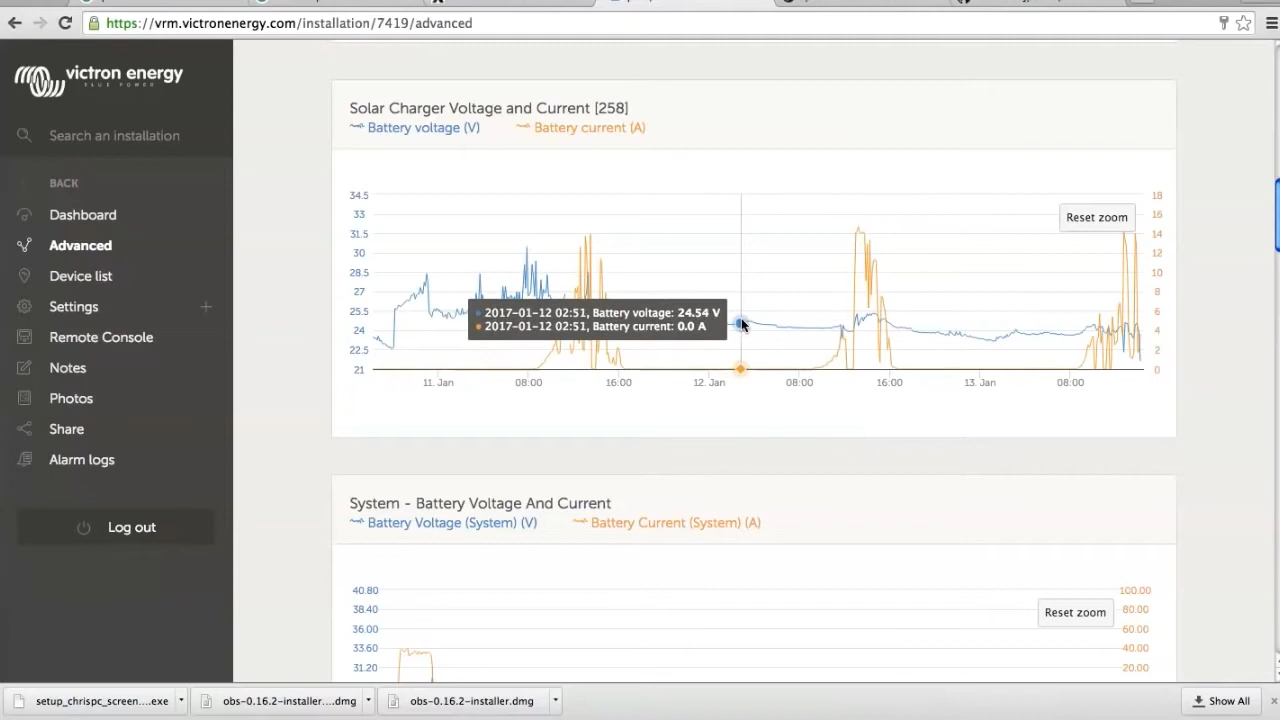 https://vrm.victronenergy.com/installation/7419/advanced
victron energy
BLUE POWER
Search an installation
BACK
Dashboard
Advanced
Device list
Settings
Remote Console
Notes
Photos
Share
Alarm logs
Log out
Solar Charger Voltage and Current [258]
Battery voltage (V) Battery current (A)
Reset zoom
34.5 18
33 16
31.5 14
30 12
28.5 10
27 8
25.5 6
24 4
22.5 2
21 0
2017-01-12 02:51, Battery voltage: 24.54 V
2017-01-12 02:51, Battery current: 0.0 A
11. Jan 08:00 16:00 12. Jan 08:00 16:00 13. Jan 08:00
System - Battery Voltage And Current
Battery Voltage (System) (V) Battery Current (System) (A)
Reset zoom
40.80 100.00
38.40 80.00
36.00 60.00
33.60 40.00
31.20 20.00
setup_chrispc_screen....exe obs-0.16.2-installer....dmg obs-0.16.2-installer.dmg Show All